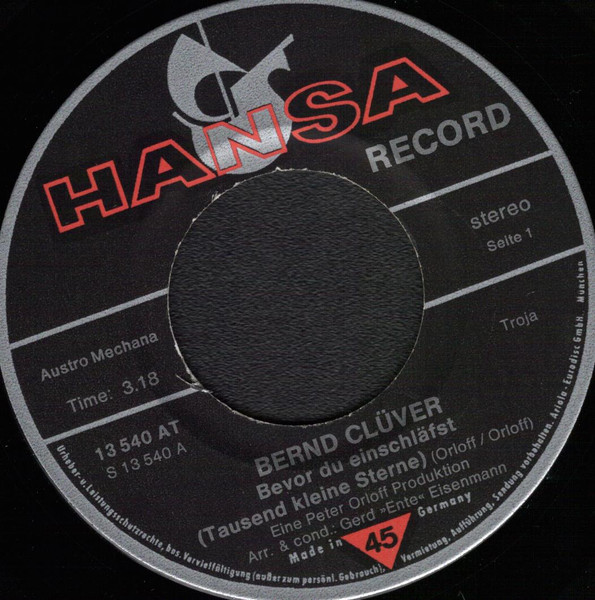 HANSA
RECORD
stereo
Seite 1
Austro Mechana
Time: 3.18
Troja
13 540 AT
S 13 540 A
BERND CLÜVER
Bevor du einschläfst
(Tausend kleine Sterne) (Orloff / Orloff)
Eine Peter Orloff Produktion
Arr. & cond.: Gerd »Ente« Eisenmann
Made in 45 Germany
Urheber- u. Leistungsschutzrechte, bes. Vervielfältigung (außer zum persönl. Gebrauch), Vermietung, Aufführung, Sendung vorbehalten. Ariola - Eurodisc GmbH. München